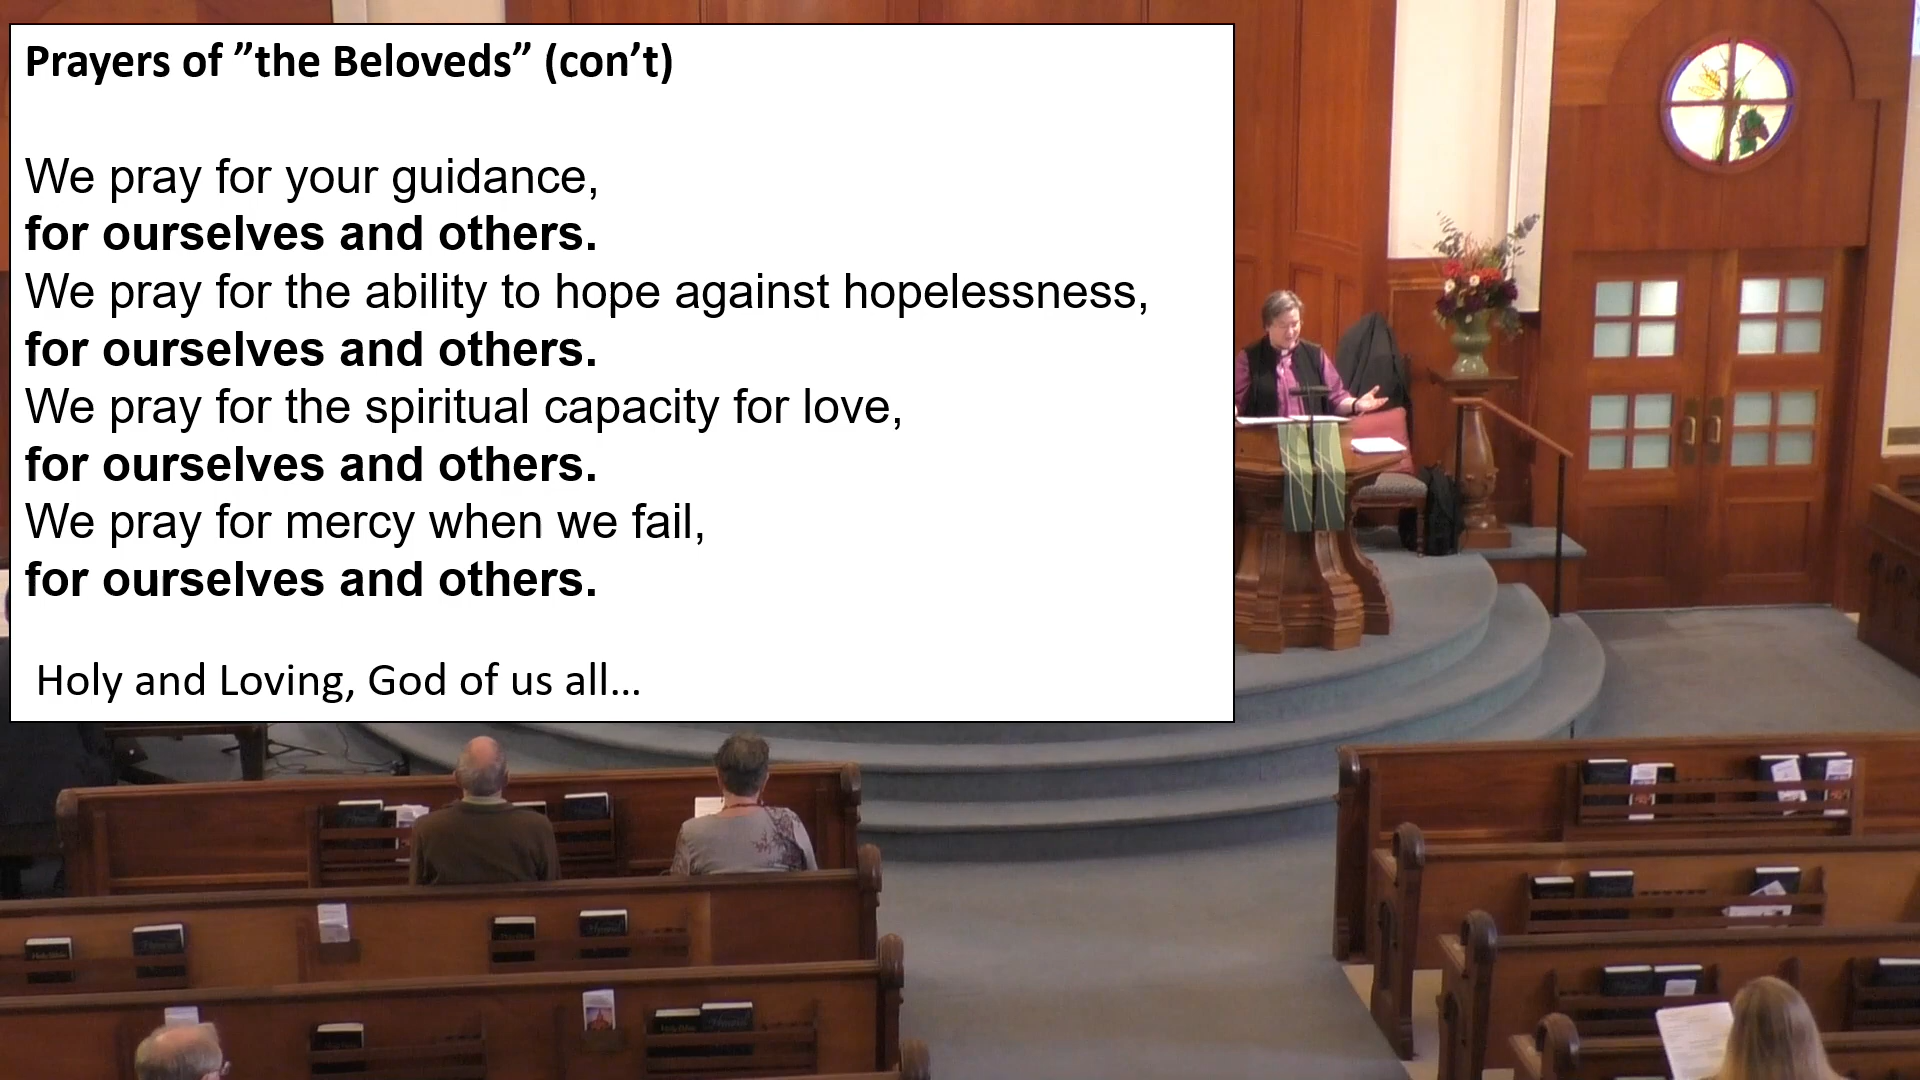 Prayers of ”the Beloveds” (con’t)
We pray for your guidance,
for ourselves and others.
We pray for the ability to hope against hopelessness,
for ourselves and others.
We pray for the spiritual capacity for love,
for ourselves and others.
We pray for mercy when we fail,
for ourselves and others.
Holy and Loving, God of us all…